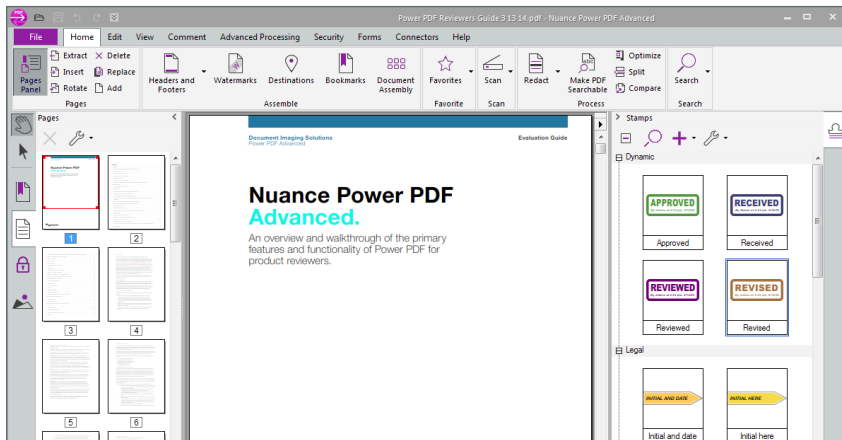 Power PDF Reviewers Guide 3 13 14.pdf - Nuance Power PDF Advanced
File Home Edit View Comment Advanced Processing Security Forms Connectors Help
Pages Panel
Extract Delete
Insert Replace
Rotate Add
Headers and Footers
Watermarks
Destinations
Bookmarks
Document Assembly
Favorites
Scan
Redact
Make PDF Searchable
Optimize
Split
Compare
Search
Pages Assemble Favorite Scan Process Search
Pages
1
2
3
4
5
6
Document Imaging Solutions
Power PDF Advanced
Evaluation Guide
Nuance Power PDF
Advanced.
An overview and walkthrough of the primary
features and functionality of Power PDF for
product reviewers.
Stamps
Dynamic
APPROVED
RECEIVED
Approved
Received
REVIEWED
REVISED
Reviewed
Revised
Legal
INITIAL AND DATE
INITIAL HERE
Initial and date
Initial here